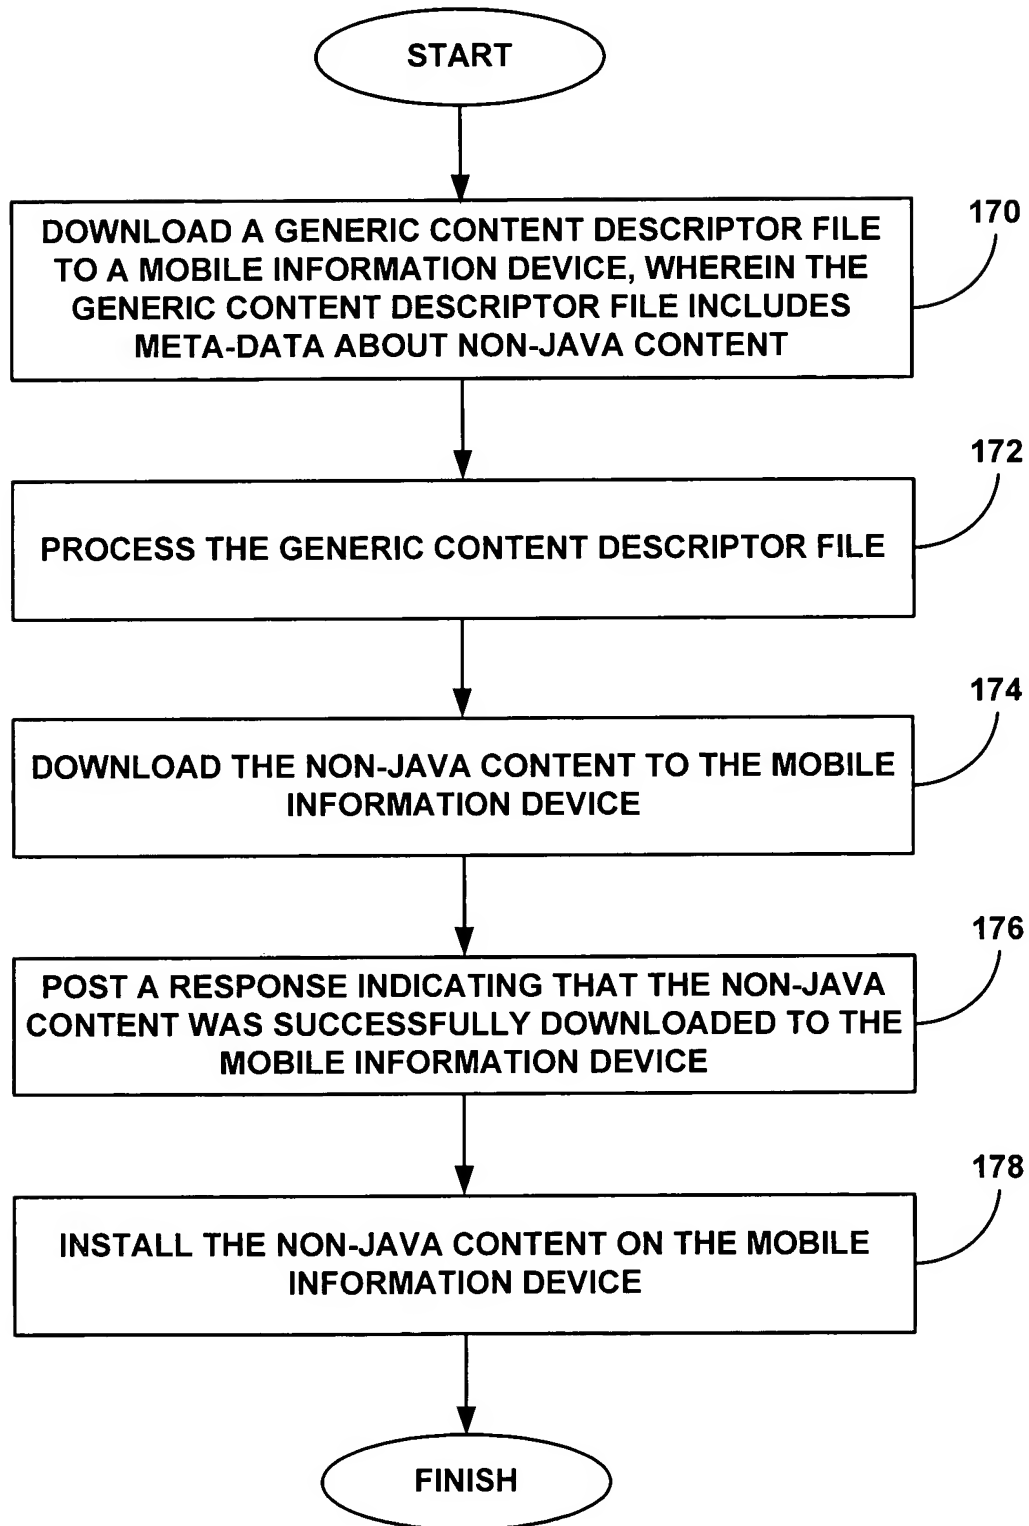 START
170
DOWNLOAD A GENERIC CONTENT DESCRIPTOR FILE
TO A MOBILE INFORMATION DEVICE, WHEREIN THE
GENERIC CONTENT DESCRIPTOR FILE INCLUDES
META-DATA ABOUT NON-JAVA CONTENT
172
PROCESS THE GENERIC CONTENT DESCRIPTOR FILE
174
DOWNLOAD THE NON-JAVA CONTENT TO THE MOBILE
INFORMATION DEVICE
176
POST A RESPONSE INDICATING THAT THE NON-JAVA
CONTENT WAS SUCCESSFULLY DOWNLOADED TO THE
MOBILE INFORMATION DEVICE
178
INSTALL THE NON-JAVA CONTENT ON THE MOBILE
INFORMATION DEVICE
FINISH